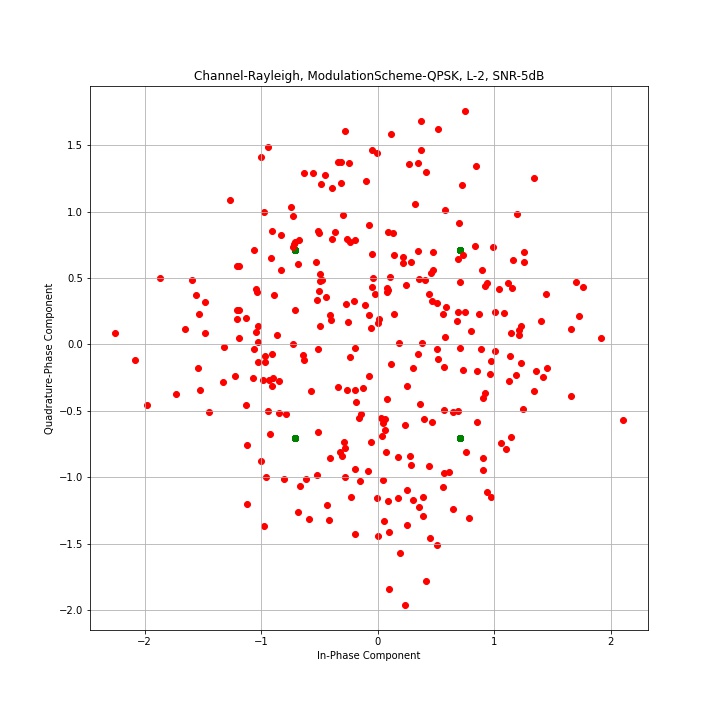 Channel-Rayleigh, ModulationScheme-QPSK, L-2, SNR-5dB
1.5
1.0
0.5
0.0
−0.5
−1.0
−1.5
−2.0
Quadrature-Phase Component
−2 −1 0 1 2
In-Phase Component